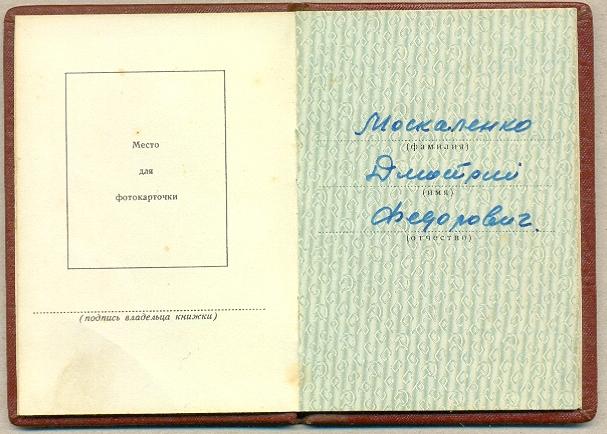 Место
для
фотокарточки
(подпись владельца книжки)
Москаленко
(фамилия)
Дмитрий
(имя)
Федорович.
(отчество)